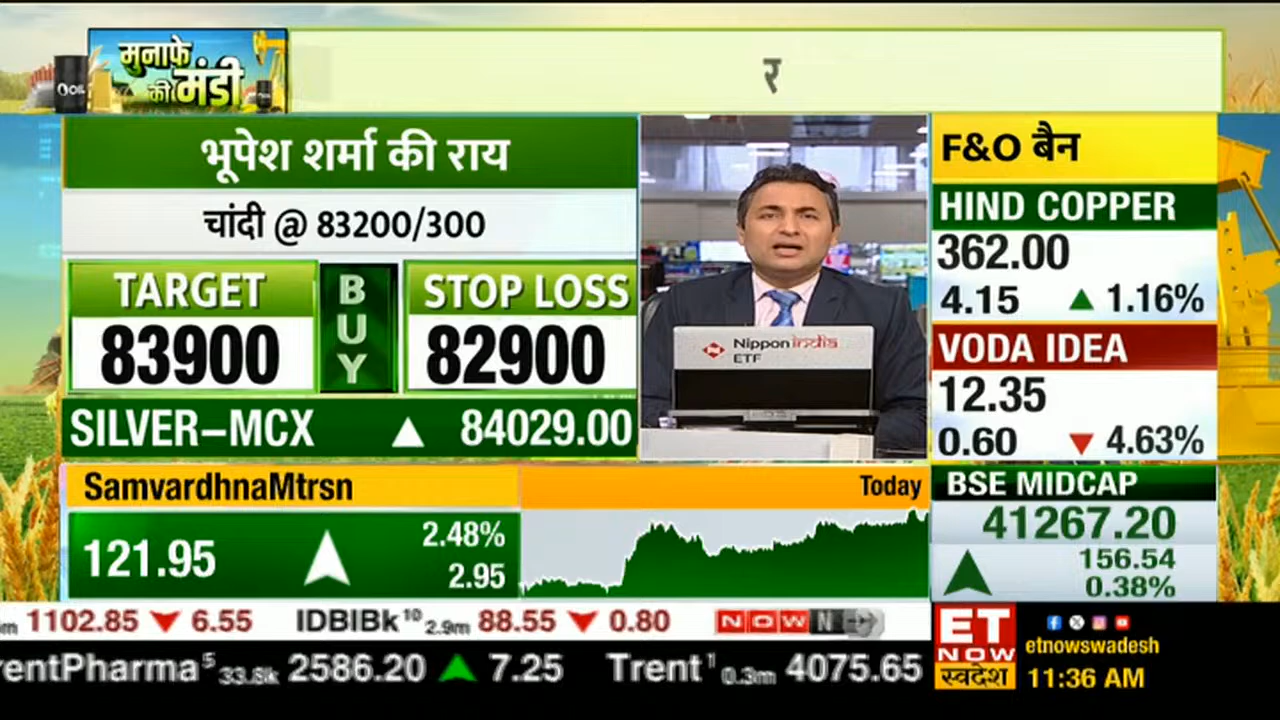 मुनाफे
की मंडी
OIL
र
भूपेश शर्मा की राय
चांदी @ 83200/300
TARGET
83900
BUY
STOP LOSS
82900
SILVER-MCX ▲ 84029.00
Nippon india
ETF
F&O बैन
HIND COPPER
362.00
4.15 ▲ 1.16%
VODA IDEA
12.35
0.60 ▼ 4.63%
SamvardhnaMtrsn
Today
121.95 ▲ 2.48%
2.95
BSE MIDCAP
41267.20
▲ 156.54
0.38%
1102.85 ▼ 6.55 IDBIBk 10 2.9m 88.55 ▼ 0.80 NOW N
rentPharma 5 33.8k 2586.20 ▲ 7.25 Trent 1 0.3m 4075.65
ET
NOW
स्वदेश
etnowswadesh
11:36 AM